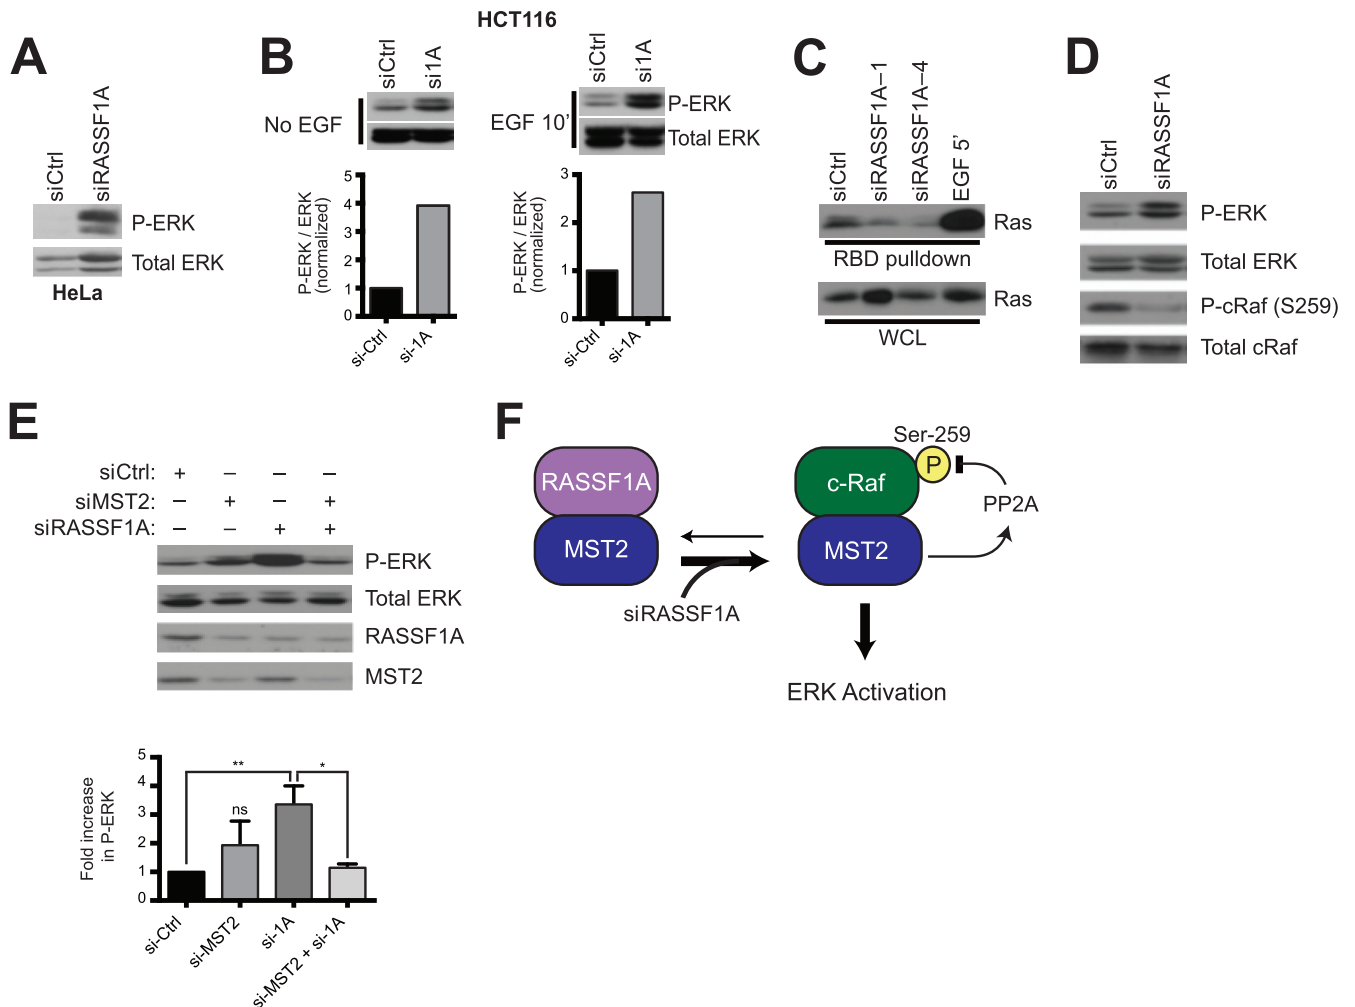 A
siCtrl
siRASSF1A
P-ERK
Total ERK
HeLa
HCT116
B
siCtrl
si1A
No EGF
P-ERK / ERK
(normalized)
5
4
3
2
1
0
si-Ctrl
si-1A
siCtrl
si1A
EGF 10'
P-ERK
Total ERK
P-ERK / ERK
(normalized)
3
2
1
0
si-Ctrl
si-1A
C
siCtrl
siRASSF1A–1
siRASSF1A–4
EGF 5'
Ras
RBD pulldown
Ras
WCL
D
siCtrl
siRASSF1A
P-ERK
Total ERK
P-cRaf (S259)
Total cRaf
E
siCtrl: + – – –
siMST2: – + – +
siRASSF1A: – – + +
P-ERK
Total ERK
RASSF1A
MST2
Fold increase
in P-ERK
5
4
3
2
1
0
ns
**
*
si-Ctrl
si-MST2
si-1A
si-MST2 + si-1A
F
RASSF1A
MST2
siRASSF1A
Ser-259
P
c-Raf
MST2
PP2A
ERK Activation